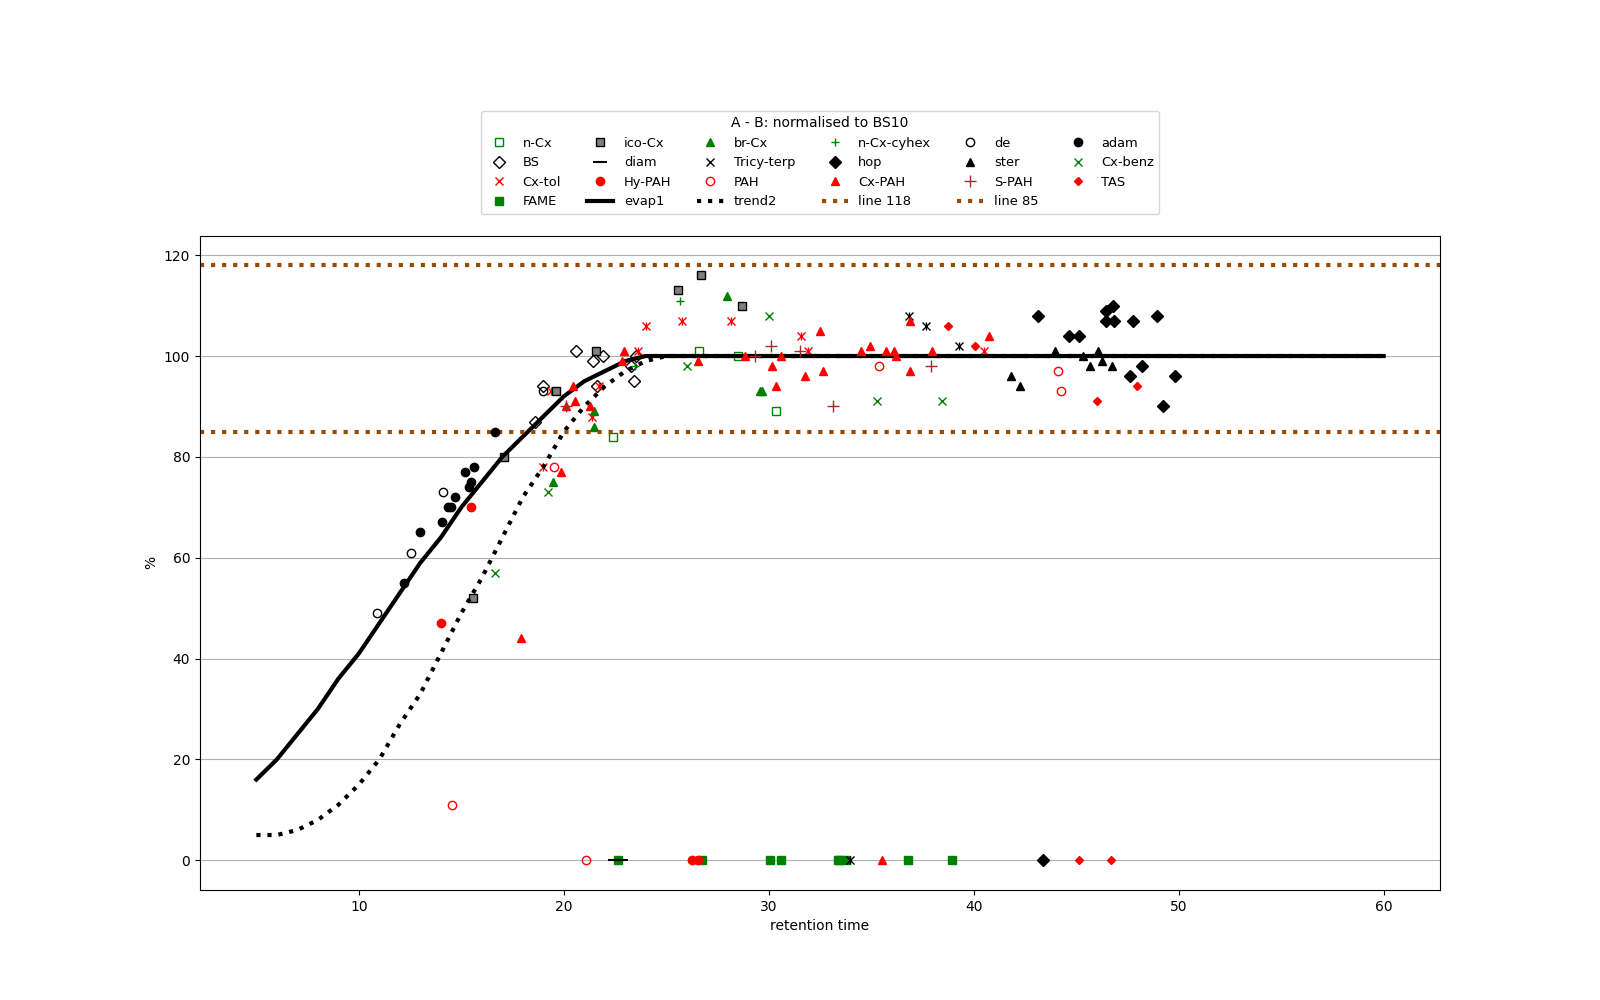 A - B: normalised to BS10
n-Cx ico-Cx br-Cx n-Cx-cyhex de adam
BS diam Tricy-terp hop ster Cx-benz
Cx-tol Hy-PAH PAH Cx-PAH S-PAH TAS
FAME evap1 trend2 line 118 line 85
120
100
80
60
40
20
0
%
10 20 30 40 50 60
retention time